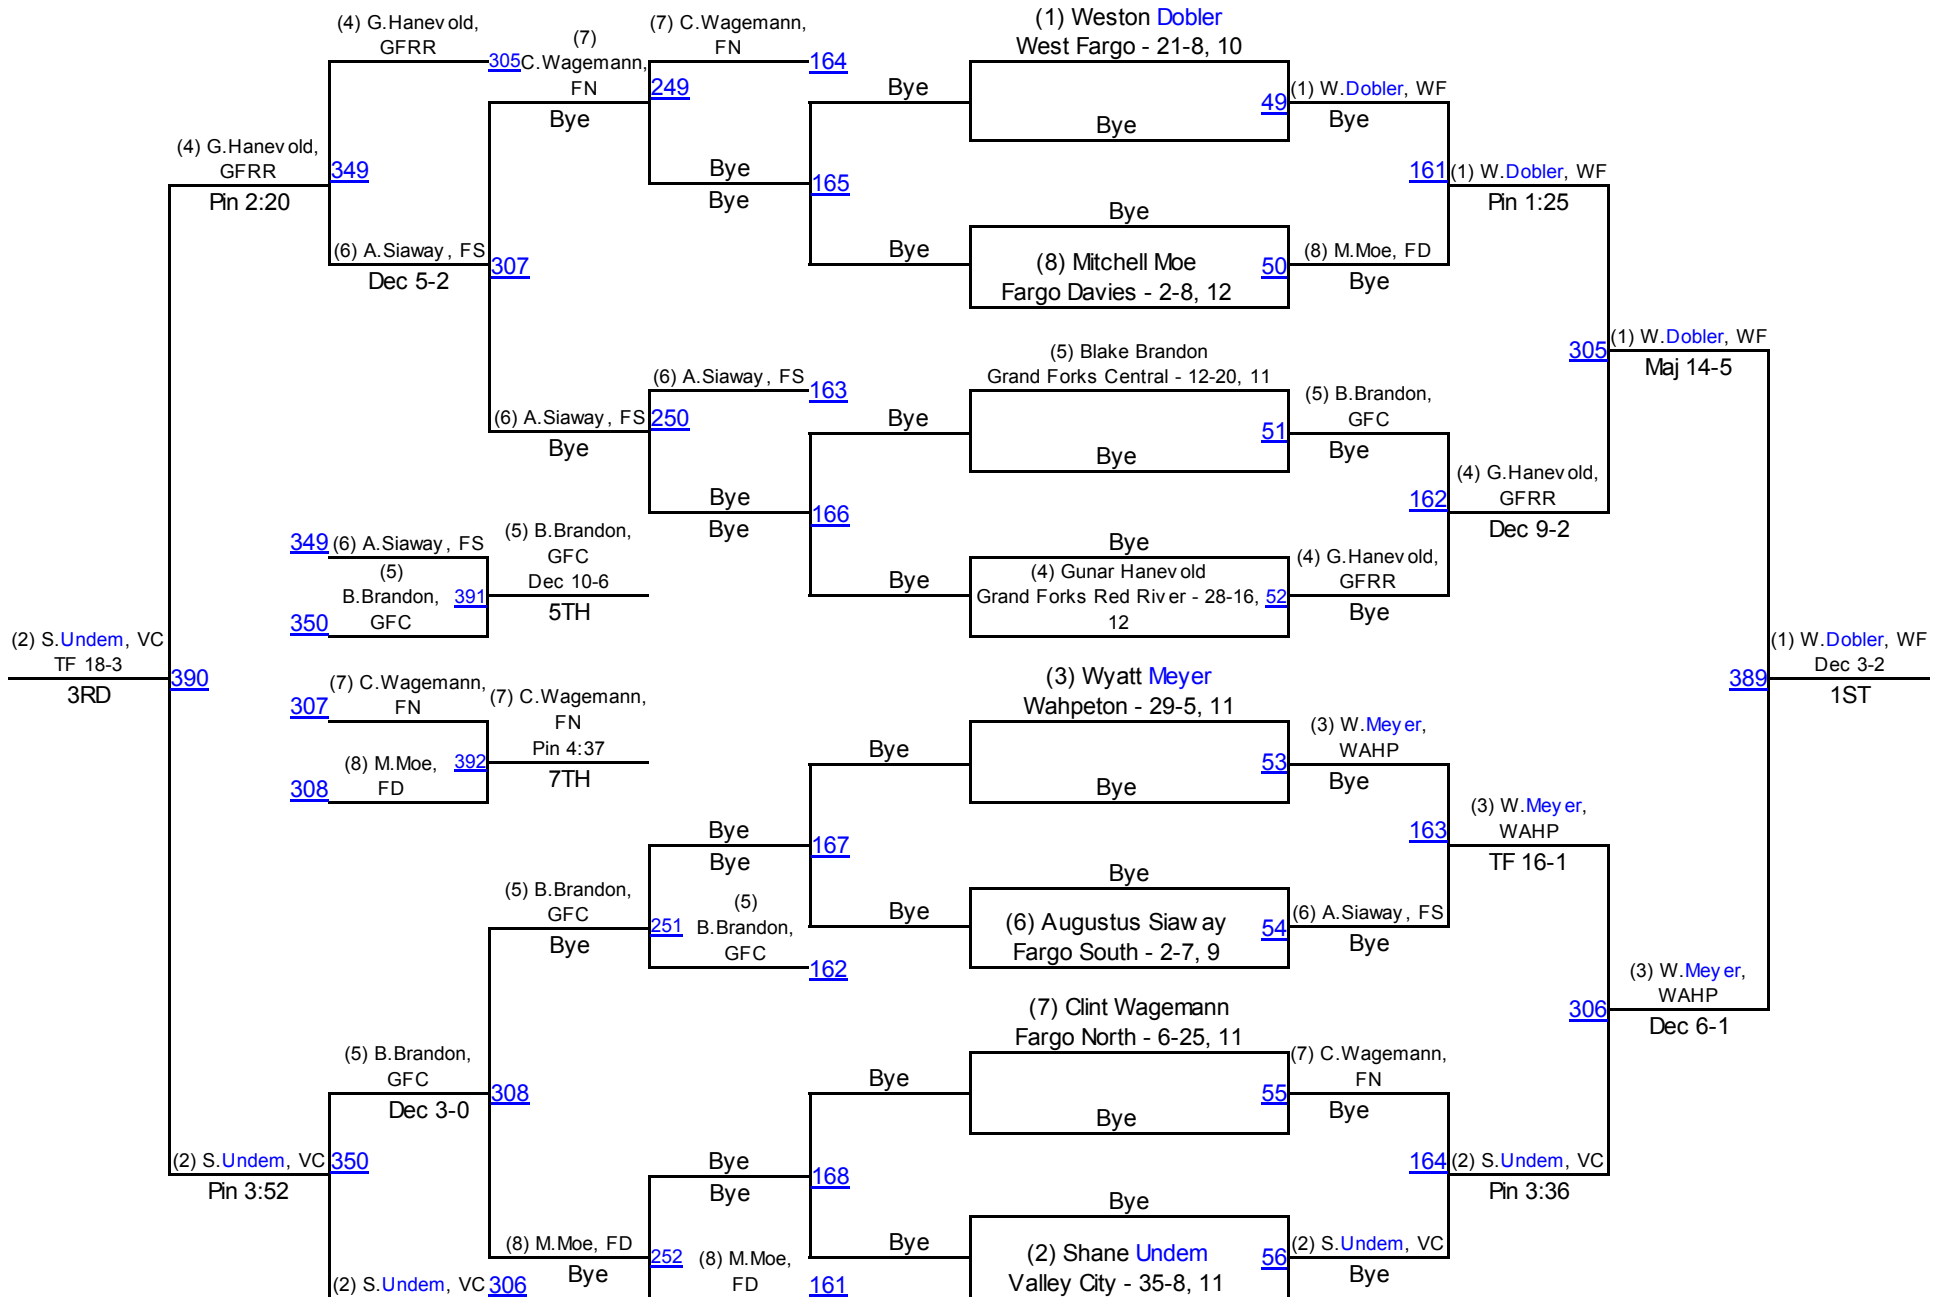 (4) G.Hanevold,
GFRR
305
(7)
C.Wagemann,
FN
Bye
249
(7) C.Wagemann,
FN
164
Bye
Bye
165
Bye
Bye
(4) G.Hanevold,
GFRR
Pin 2:20
349
(6) A.Siaway, FS
Dec 5-2
307
(6) A.Siaway, FS
Bye
250
(6) A.Siaway, FS
163
Bye
Bye
166
Bye
Bye
349
(6) A.Siaway, FS
(5)
B.Brandon,
GFC
350
391
(5) B.Brandon,
GFC
Dec 10-6
5TH
(2) S.Undem, VC
TF 18-3
3RD
390
307
(7) C.Wagemann,
FN
(8) M.Moe,
FD
308
392
(7) C.Wagemann,
FN
Pin 4:37
7TH
Bye
Bye
167
Bye
Bye
(5) B.Brandon,
GFC
Bye
251
(5)
B.Brandon,
GFC
162
(5) B.Brandon,
GFC
Dec 3-0
308
Bye
Bye
168
Bye
Bye
(2) S.Undem, VC
Pin 3:52
350
(8) M.Moe, FD
Bye
252
(8) M.Moe,
FD
161
(2) S.Undem, VC
306
(1) Weston Dobler
West Fargo - 21-8, 10
Bye
49
Bye
(8) Mitchell Moe
Fargo Davies - 2-8, 12
50
(5) Blake Brandon
Grand Forks Central - 12-20, 11
Bye
51
Bye
(4) Gunar Hanevold
Grand Forks Red River - 28-16,
12
52
(3) Wyatt Meyer
Wahpeton - 29-5, 11
Bye
53
Bye
(6) Augustus Siaway
Fargo South - 2-7, 9
54
(7) Clint Wagemann
Fargo North - 6-25, 11
Bye
55
Bye
(2) Shane Undem
Valley City - 35-8, 11
56
(1) W.Dobler, WF
Bye
161
(8) M.Moe, FD
Bye
(1) W.Dobler, WF
Pin 1:25
(5) B.Brandon,
GFC
Bye
162
(4) G.Hanevold,
GFRR
Bye
(4) G.Hanevold,
GFRR
Dec 9-2
305
(1) W.Dobler, WF
Maj 14-5
(3) W.Meyer,
WAHP
Bye
163
(6) A.Siaway, FS
Bye
(3) W.Meyer,
WAHP
TF 16-1
(7) C.Wagemann,
FN
Bye
164
(2) S.Undem, VC
Bye
(2) S.Undem, VC
Pin 3:36
306
(3) W.Meyer,
WAHP
Dec 6-1
389
(1) W.Dobler, WF
Dec 3-2
1ST